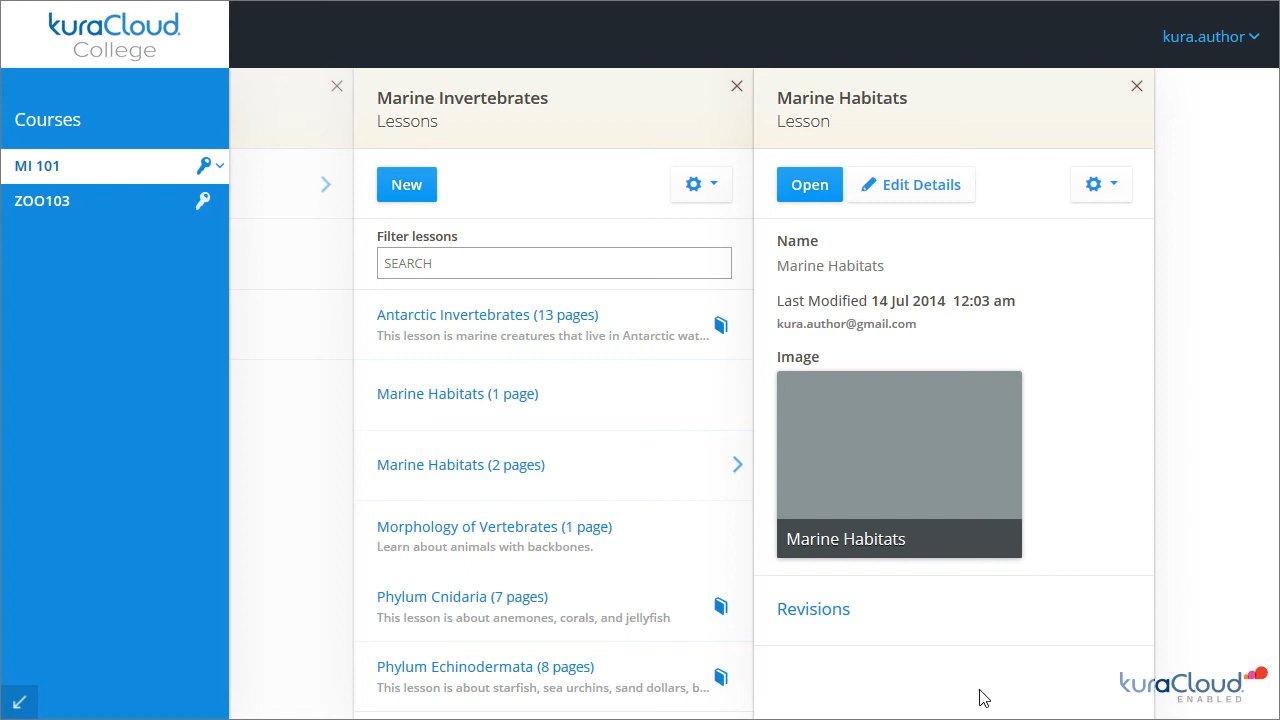 kuraCloud.
College
kura.author
Courses
MI 101
ZOO103
Marine Invertebrates
Lessons
New
Filter lessons
SEARCH
Antarctic Invertebrates (13 pages)
This lesson is marine creatures that live in Antarctic wat...
Marine Habitats (1 page)
Marine Habitats (2 pages)
Morphology of Vertebrates (1 page)
Learn about animals with backbones.
Phylum Cnidaria (7 pages)
This lesson is about anemones, corals, and jellyfish
Phylum Echinodermata (8 pages)
This lesson is about starfish, sea urchins, sand dollars, b...
Marine Habitats
Lesson
Open
Edit Details
Name
Marine Habitats
Last Modified 14 Jul 2014 12:03 am
kura.author@gmail.com
Image
Marine Habitats
Revisions
kuraCloud.
ENABLED